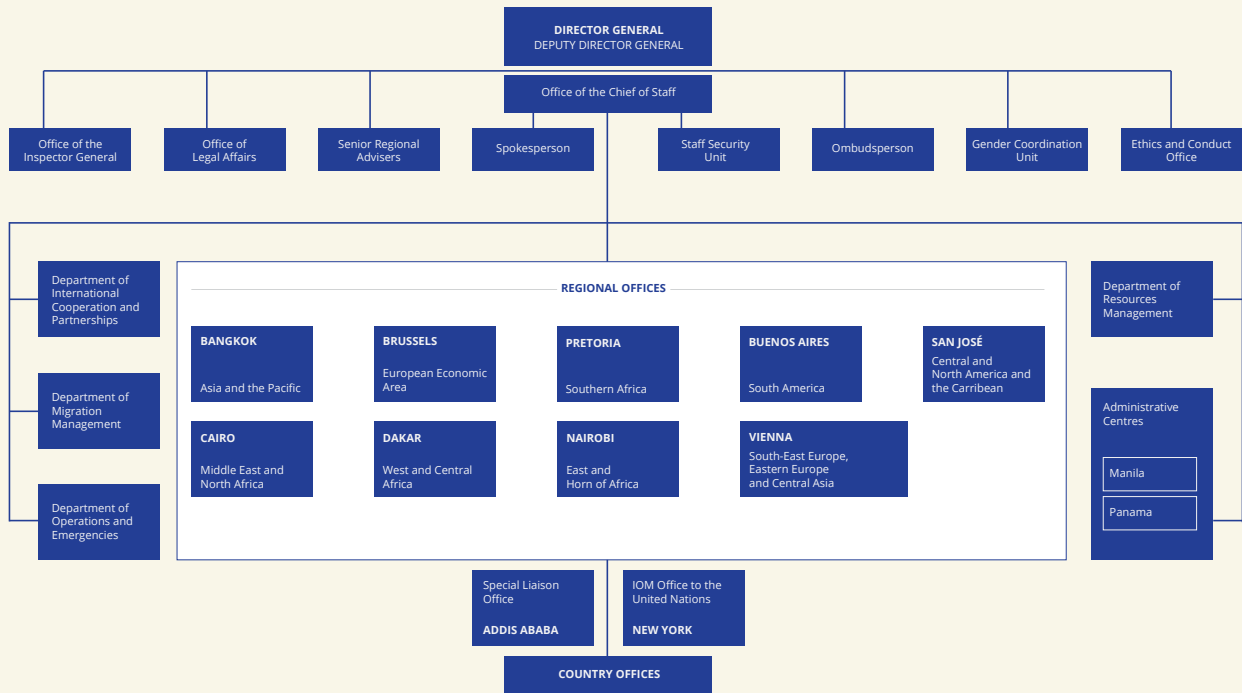 DIRECTOR GENERAL
DEPUTY DIRECTOR GENERAL
Office of the Chief of Staff
Office of the
Inspector General
Office of
Legal Affairs
Senior Regional
Advisers
Spokesperson
Staff Security
Unit
Ombudsperson
Gender Coordination
Unit
Ethics and Conduct
Office
Department of
International
Cooperation and
Partnerships
Department of
Migration
Management
Department of
Operations and
Emergencies
REGIONAL OFFICES
BANGKOK
Asia and the Pacific
BRUSSELS
European Economic
Area
PRETORIA
Southern Africa
BUENOS AIRES
South America
SAN JOSÉ
Central and
North America and
the Carribean
CAIRO
Middle East and
North Africa
DAKAR
West and Central
Africa
NAIROBI
East and
Horn of Africa
VIENNA
South-East Europe,
Eastern Europe
and Central Asia
Department of
Resources
Management
Administrative
Centres
Manila
Panama
Special Liaison
Office
ADDIS ABABA
IOM Office to the
United Nations
NEW YORK
COUNTRY OFFICES